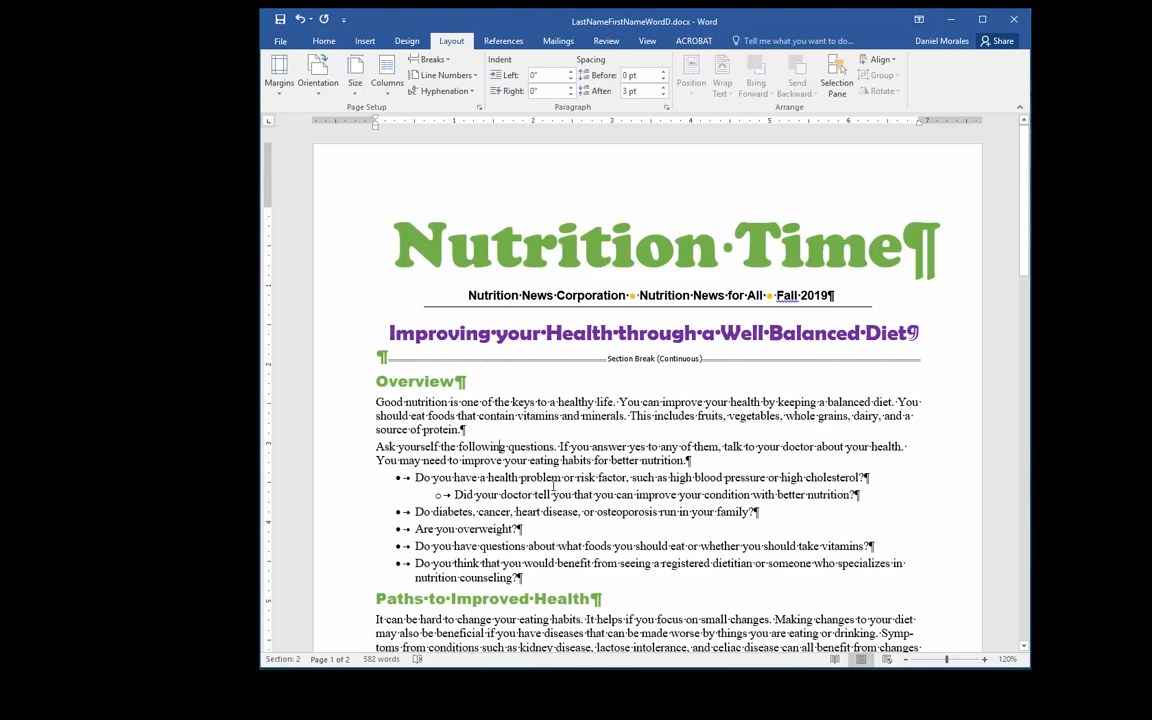 LastNameFirstNameWordD.docx - Word
File Home Insert Design Layout References Mailings Review View ACROBAT Tell me what you want to do... Daniel Morales Share
Margins Orientation Size Columns Breaks Line Numbers Hyphenation
Indent Spacing
Left: 0" Before: 0 pt
Right: 0" After: 3 pt
Position Wrap Text Bring Forward Send Backward Selection Pane Align Group Rotate
Page Setup Paragraph Arrange
1 2 3 4 5 6 7
Nutrition·Time¶
Nutrition·News·Corporation·●·Nutrition·News·for·All·●·Fall·2019¶
Improving·your·Health·through·a·Well·Balanced·Diet¶
¶ Section Break (Continuous)
Overview¶
Good·nutrition·is·one·of·the·keys·to·a·healthy·life.··You·can·improve·your·health·by·keeping·a·balanced·diet.··You·
should·eat·foods·that·contain·vitamins·and·minerals.··This·includes·fruits,·vegetables,·whole·grains,·dairy,·and·a·
source·of·protein.¶
Ask·yourself·the·following·questions.··If·you·answer·yes·to·any·of·them,·talk·to·your·doctor·about·your·health.··
You·may·need·to·improve·your·eating·habits·for·better·nutrition.¶
•→Do·you·have·a·health·problem·or·risk·factor,·such·as·high·blood·pressure·or·high·cholesterol?¶
o→Did·your·doctor·tell·you·that·you·can·improve·your·condition·with·better·nutrition?¶
•→Do·diabetes,·cancer,·heart·disease,·or·osteoporosis·run·in·your·family?¶
•→Are·you·overweight?¶
•→Do·you·have·questions·about·what·foods·you·should·eat·or·whether·you·should·take·vitamins?¶
•→Do·you·think·that·you·would·benefit·from·seeing·a·registered·dietitian·or·someone·who·specializes·in·
nutrition·counseling?¶
Paths·to·Improved·Health¶
It·can·be·hard·to·change·your·eating·habits.·It·helps·if·you·focus·on·small·changes.·Making·changes·to·your·diet·
may·also·be·beneficial·if·you·have·diseases·that·can·be·made·worse·by·things·you·are·eating·or·drinking.·Symp-
toms·from·conditions·such·as·kidney·disease,·lactose·intolerance,·and·celiac·disease·can·all·benefit·from·changes·
Section: 2 Page 1 of 2 582 words 120%